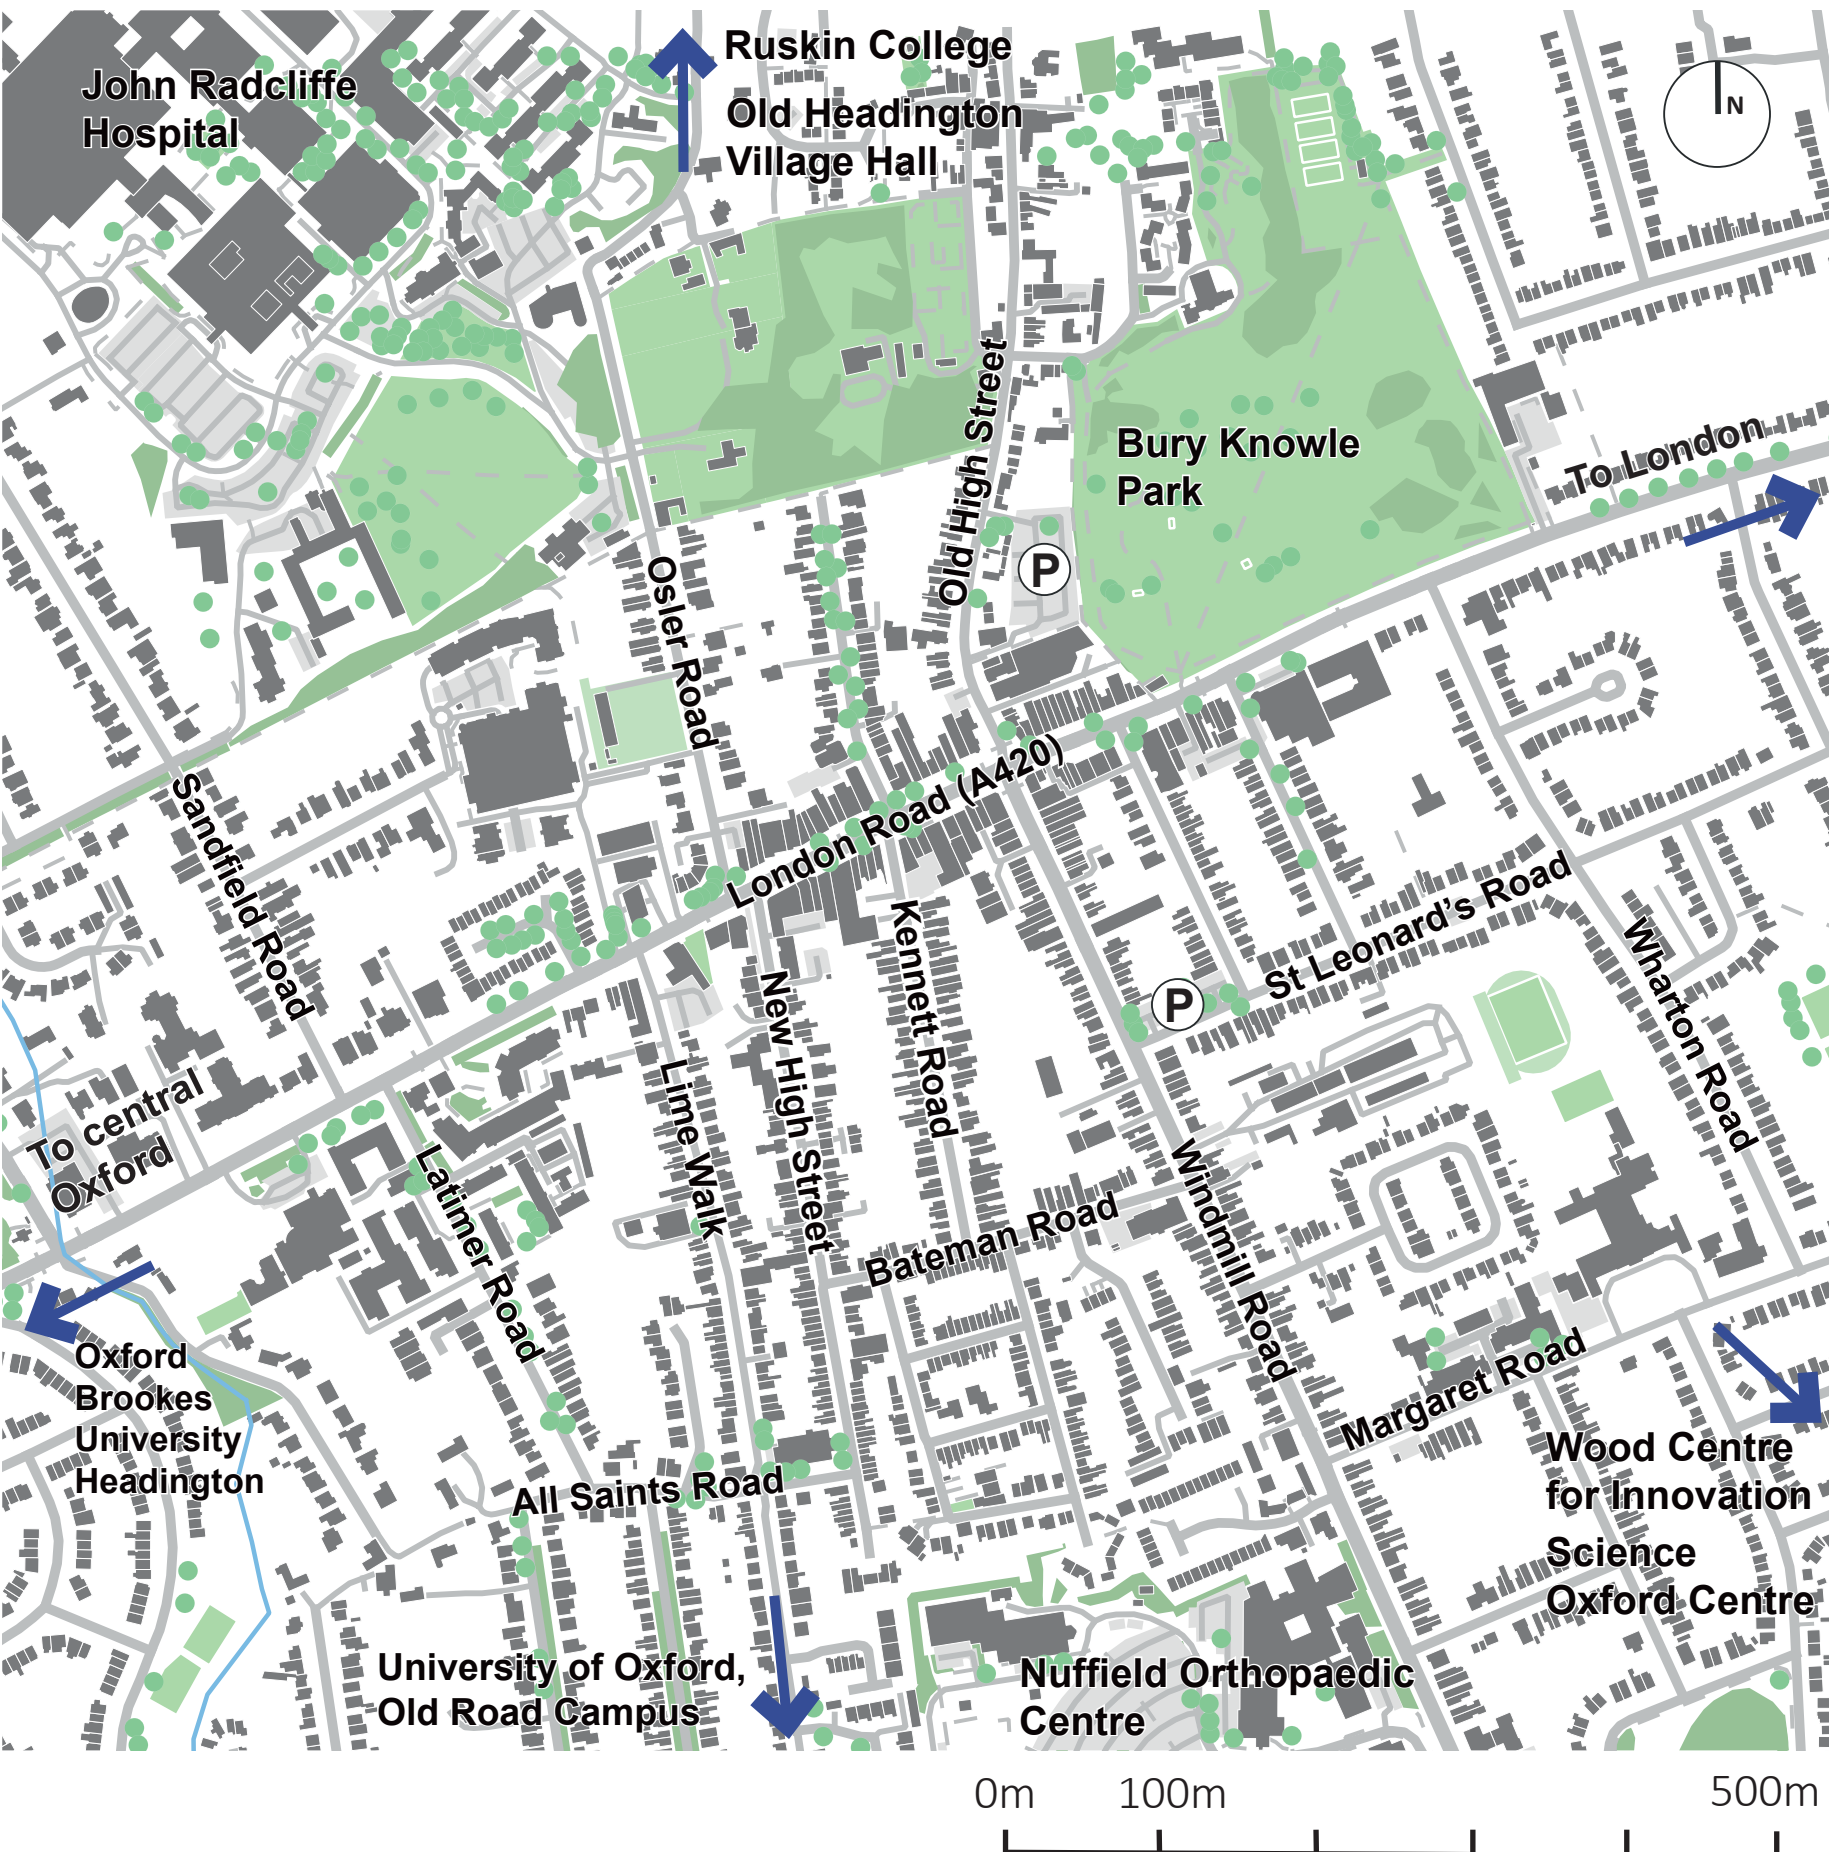 Ruskin College
Old Headington
Village Hall
John Radcliffe
Hospital
N
Old High Street
Bury Knowle
Park
To London
P
Osler Road
Sandfield Road
London Road (A420)
St Leonard's Road
Kennett Road
Wharton Road
New High Street
P
Lime Walk
To central
Oxford
Latimer Road
Windmill Road
Bateman Road
Oxford
Brookes
University
Headington
Margaret Road
Wood Centre
for Innovation
Science
Oxford Centre
All Saints Road
University of Oxford,
Old Road Campus
Nuffield Orthopaedic
Centre
0m 100m 500m